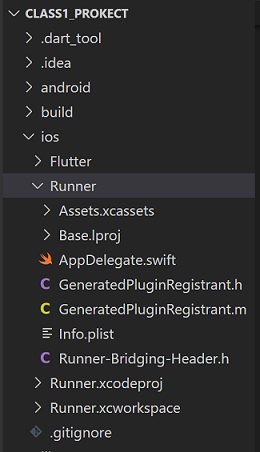 CLASS1_PROKECT
.dart_tool
.idea
android
build
ios
Flutter
Runner
Assets.xcassets
Base.lproj
AppDelegate.swift
C GeneratedPluginRegistrant.h
C GeneratedPluginRegistrant.m
Info.plist
C Runner-Bridging-Header.h
Runner.xcodeproj
Runner.xcworkspace
.gitignore